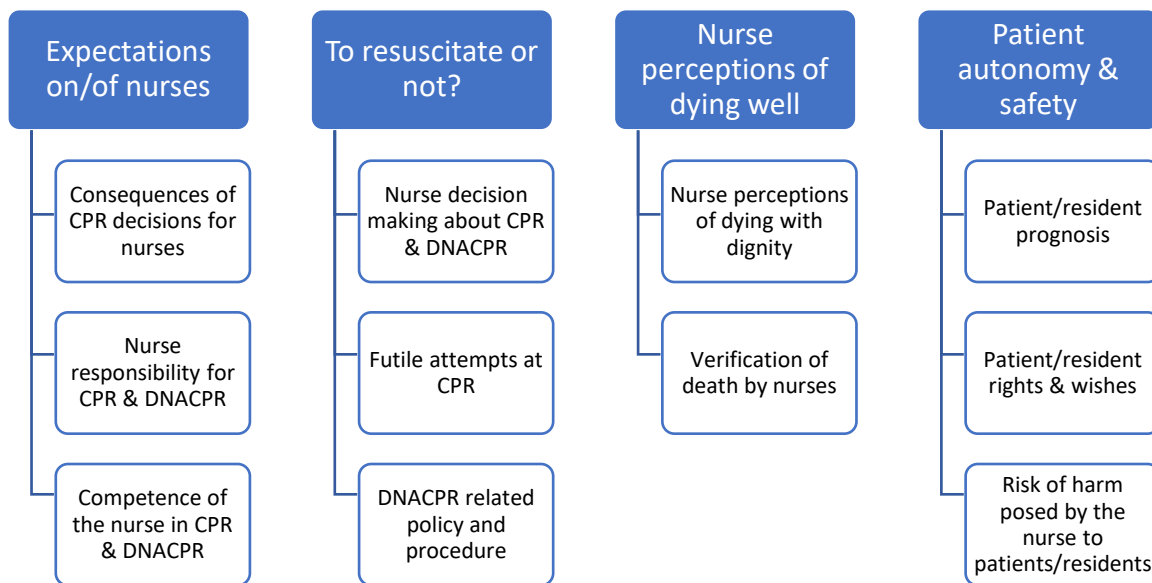 Expectations
on/of nurses
Consequences of
CPR decisions for
nurses
Nurse
responsibility for
CPR & DNACPR
Competence of
the nurse in CPR
& DNACPR
To resuscitate or
not?
Nurse decision
making about CPR
& DNACPR
Futile attempts at
CPR
DNACPR related
policy and
procedure
Nurse
perceptions of
dying well
Nurse perceptions
of dying with
dignity
Verification of
death by nurses
Patient
autonomy &
safety
Patient/resident
prognosis
Patient/resident
rights & wishes
Risk of harm
posed by the
nurse to
patients/residents